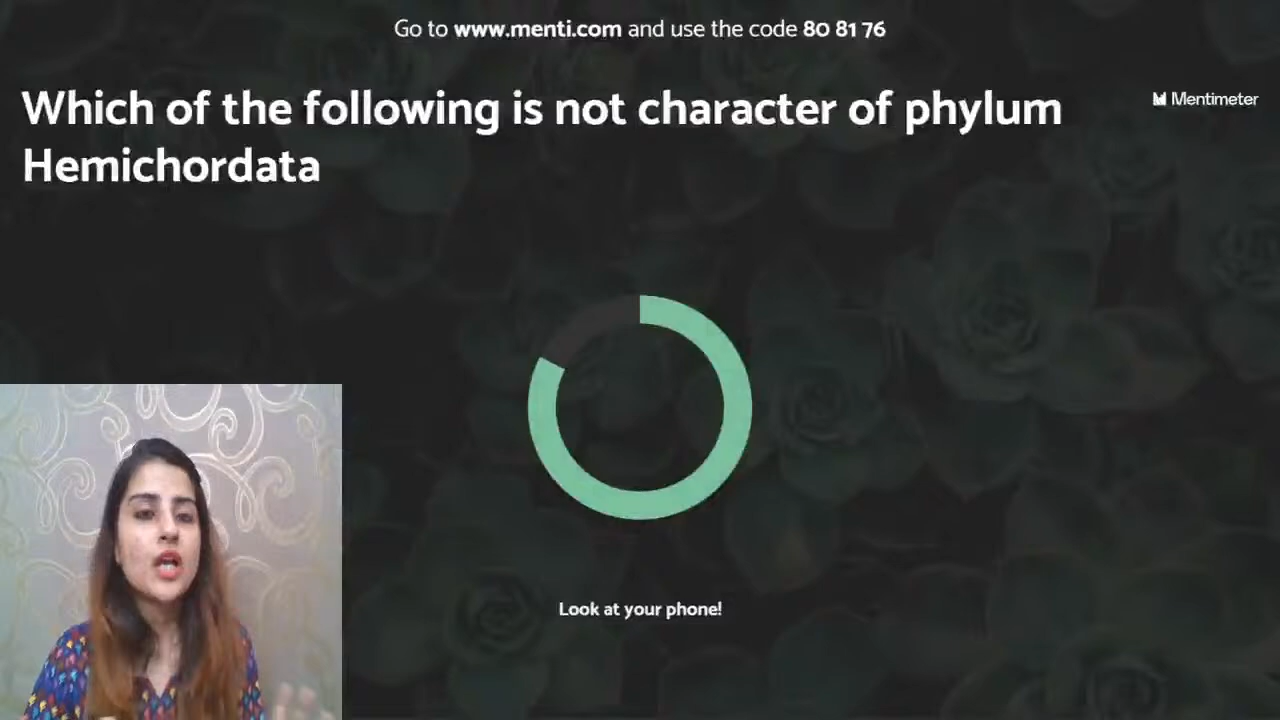 Go to www.menti.com and use the code 80 81 76
Which of the following is not character of phylum
Hemichordata
Mentimeter
Look at your phone!